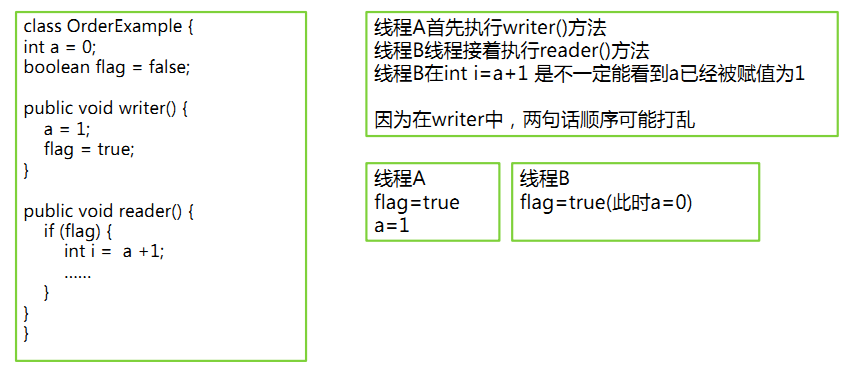 class OrderExample {
int a = 0;
boolean flag = false;
public void writer() {
a = 1;
flag = true;
}
public void reader() {
if (flag) {
int i =  a +1;
……
}
}
}
线程A首先执行writer()方法
线程B线程接着执行reader()方法
线程B在int i=a+1 是不一定能看到a已经被赋值为1
因为在writer中，两句话顺序可能打乱
线程A
flag=true
a=1
线程B
flag=true(此时a=0)